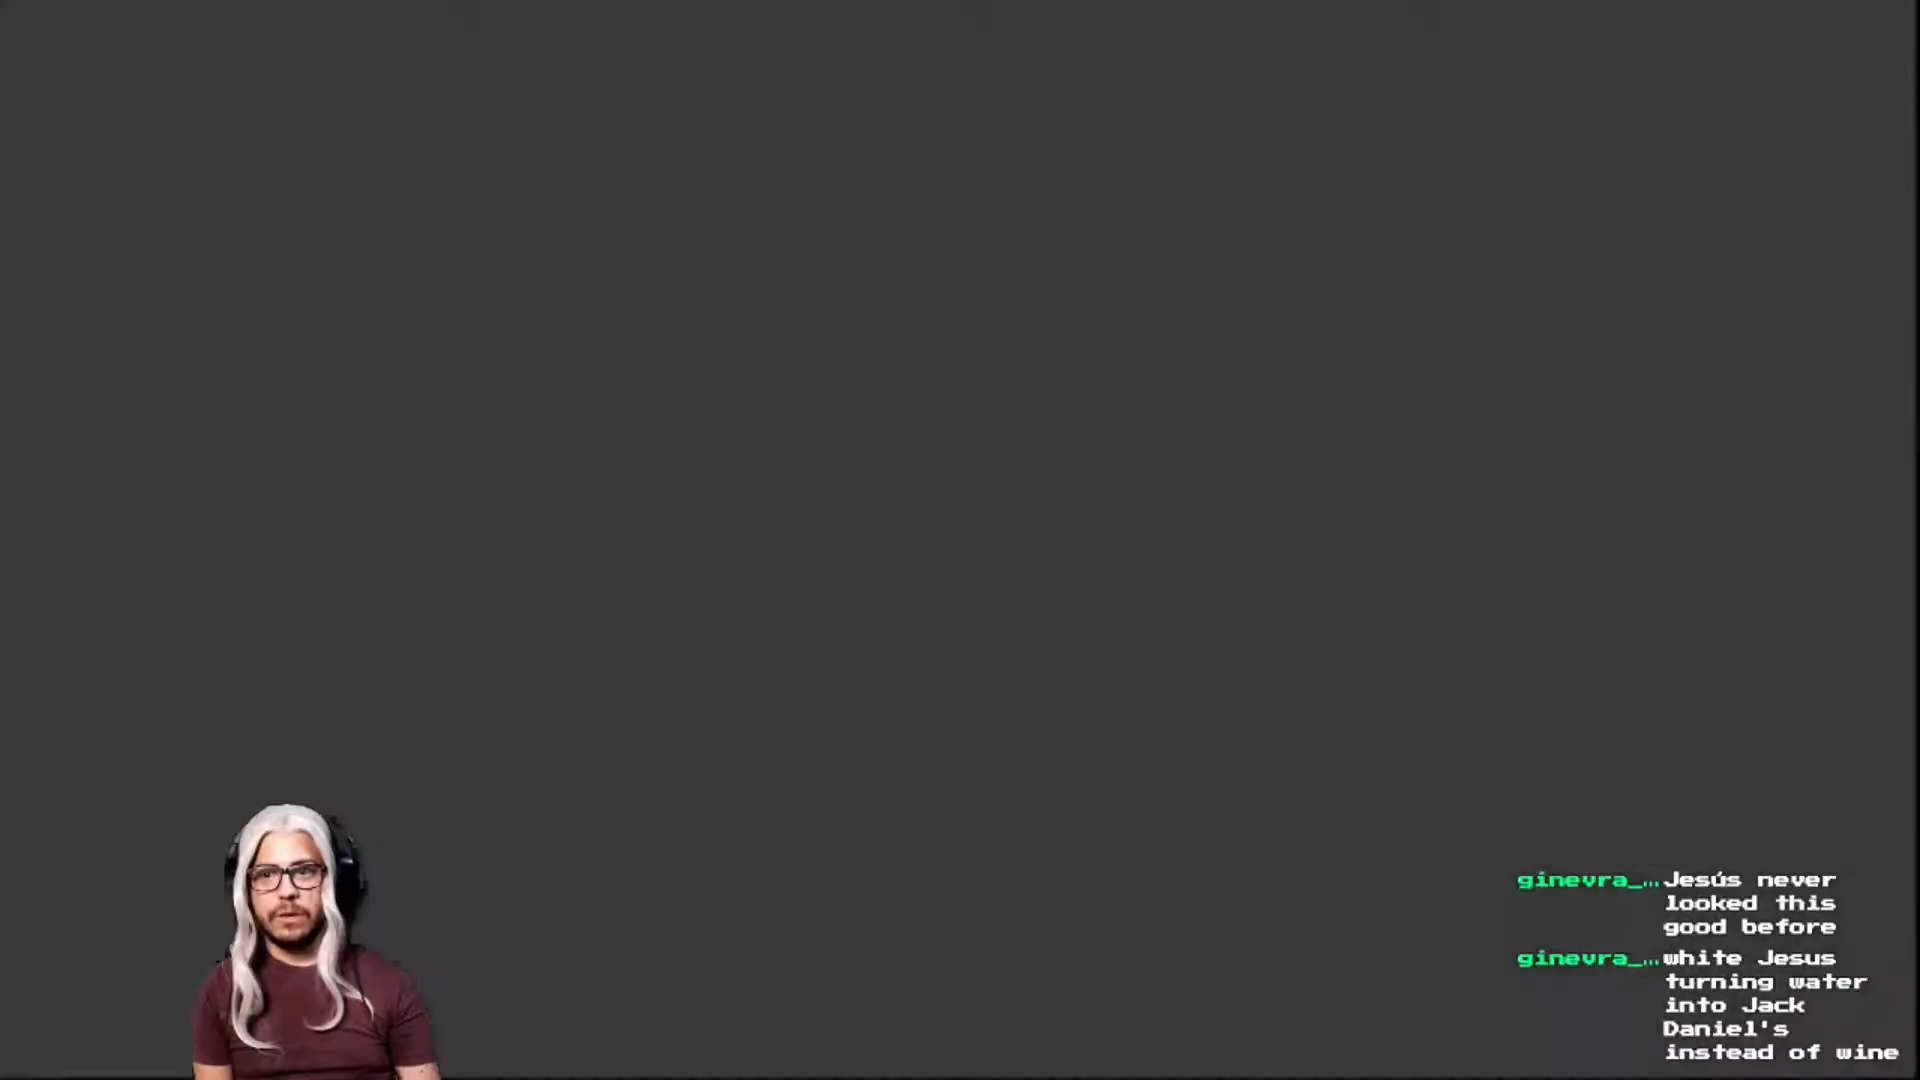 ginevra_…Jesús never
looked this
good before
ginevra_…white Jesus
turning water
into Jack
Daniel's
instead of wine